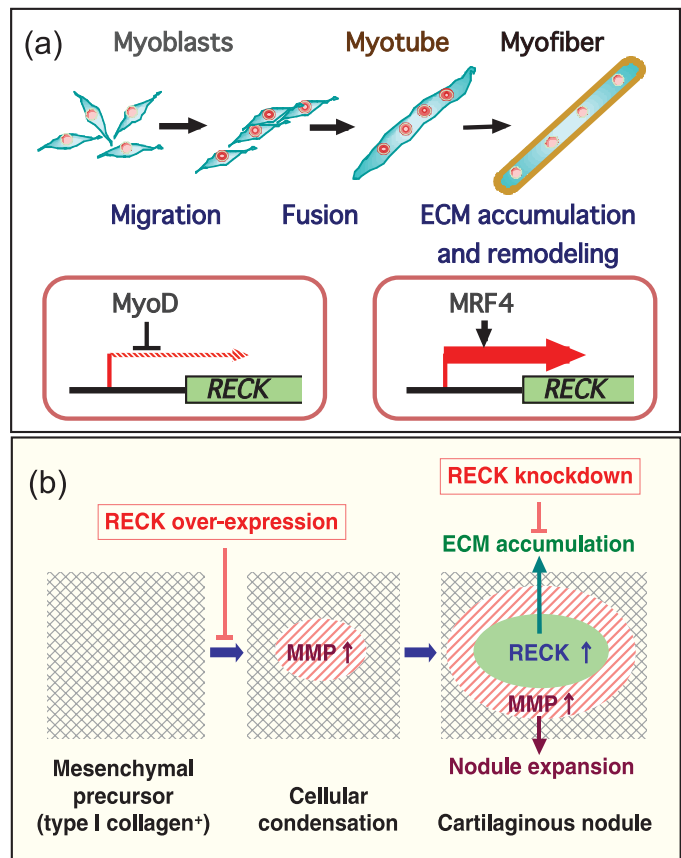 (a)
Myoblasts
Myotube
Myofiber
Migration
Fusion
ECM accumulation
and remodeling
MyoD
RECK
MRF4
RECK
(b)
RECK knockdown
RECK over-expression
ECM accumulation
MMP ↑
RECK ↑
MMP ↑
Nodule expansion
Mesenchymal
precursor
(type I collagen⁺)
Cellular
condensation
Cartilaginous nodule